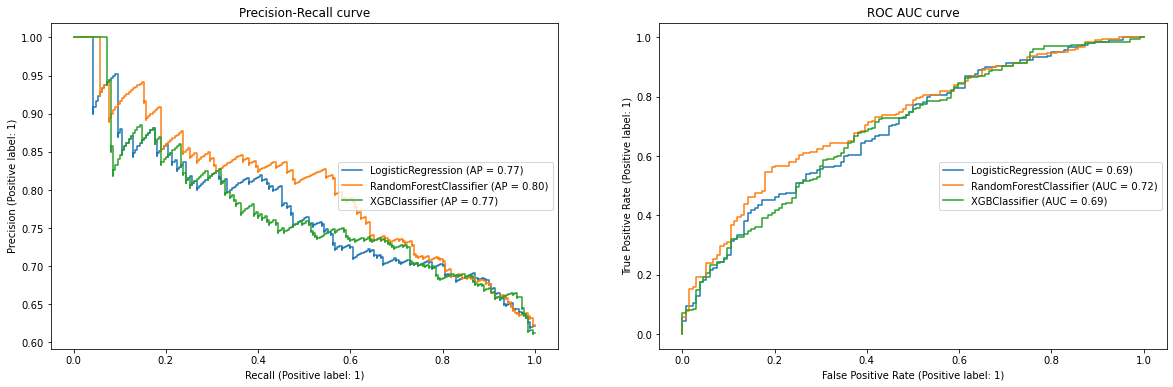 Precision-Recall curve
1.00
0.95
0.90
0.85
0.80
0.75
0.70
0.65
0.60
Precision (Positive label: 1)
LogisticRegression (AP = 0.77)
RandomForestClassifier (AP = 0.80)
XGBClassifier (AP = 0.77)
0.0 0.2 0.4 0.6 0.8 1.0
Recall (Positive label: 1)
ROC AUC curve
1.0
0.8
0.6
0.4
0.2
0.0
True Positive Rate (Positive label: 1)
LogisticRegression (AUC = 0.69)
RandomForestClassifier (AUC = 0.72)
XGBClassifier (AUC = 0.69)
0.0 0.2 0.4 0.6 0.8 1.0
False Positive Rate (Positive label: 1)